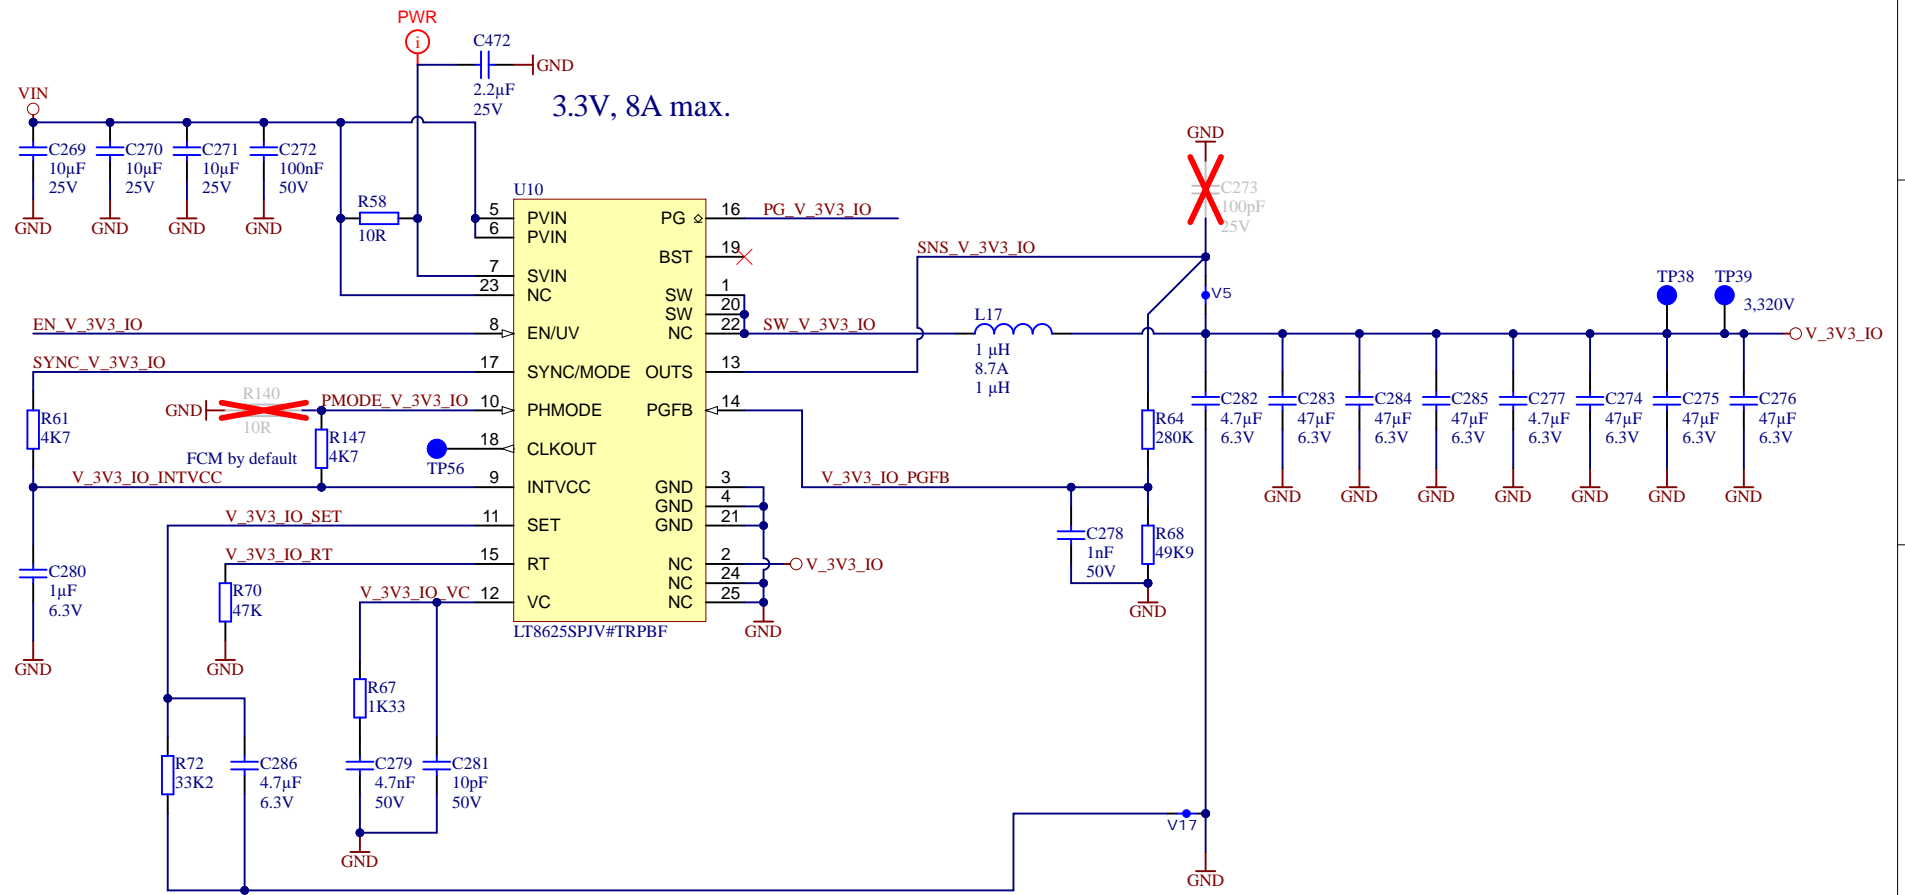 PWR
i
C472
GND
2.2µF
25V
3.3V, 8A max.
VIN
C269
10µF
25V
GND
C270
10µF
25V
GND
C271
10µF
25V
GND
C272
100nF
50V
GND
R58
10R
U10
5 PVIN
6 PVIN
7 SVIN
23 NC
EN_V_3V3_IO 8 EN/UV
SYNC_V_3V3_IO 17 SYNC/MODE
PMODE_V_3V3_IO 10 PHMODE
18 CLKOUT
V_3V3_IO_INTVCC 9 INTVCC
V_3V3_IO_SET 11 SET
V_3V3_IO_RT 15 RT
V_3V3_IO_VC 12 VC
PG 16 PG_V_3V3_IO
BST 19
SW 1
SW 20
NC 22 SW_V_3V3_IO
OUTS 13
PGFB 14
GND 3
GND 4
GND 21
NC 2 V_3V3_IO
NC 24
NC 25
GND
LT8625SPJV#TRPBF
R61
4K7
GND
R140
10R
R147
4K7
FCM by default
TP56
C280
1µF
6.3V
GND
R70
47K
GND
R67
1K33
C279
4.7nF
50V
C281
10pF
50V
GND
R72
33K2
C286
4.7µF
6.3V
SNS_V_3V3_IO
GND
C273
100pF
25V
V5
L17
1 µH
8.7A
1 µH
R64
280K
V_3V3_IO_PGFB
C278
1nF
50V
R68
49K9
GND
C282
4.7µF
6.3V
C283
47µF
6.3V
GND
C284
47µF
6.3V
GND
C285
47µF
6.3V
GND
C277
4.7µF
6.3V
GND
C274
47µF
6.3V
GND
C275
47µF
6.3V
GND
C276
47µF
6.3V
GND
TP38
TP39
3,320V
V_3V3_IO
V17
GND